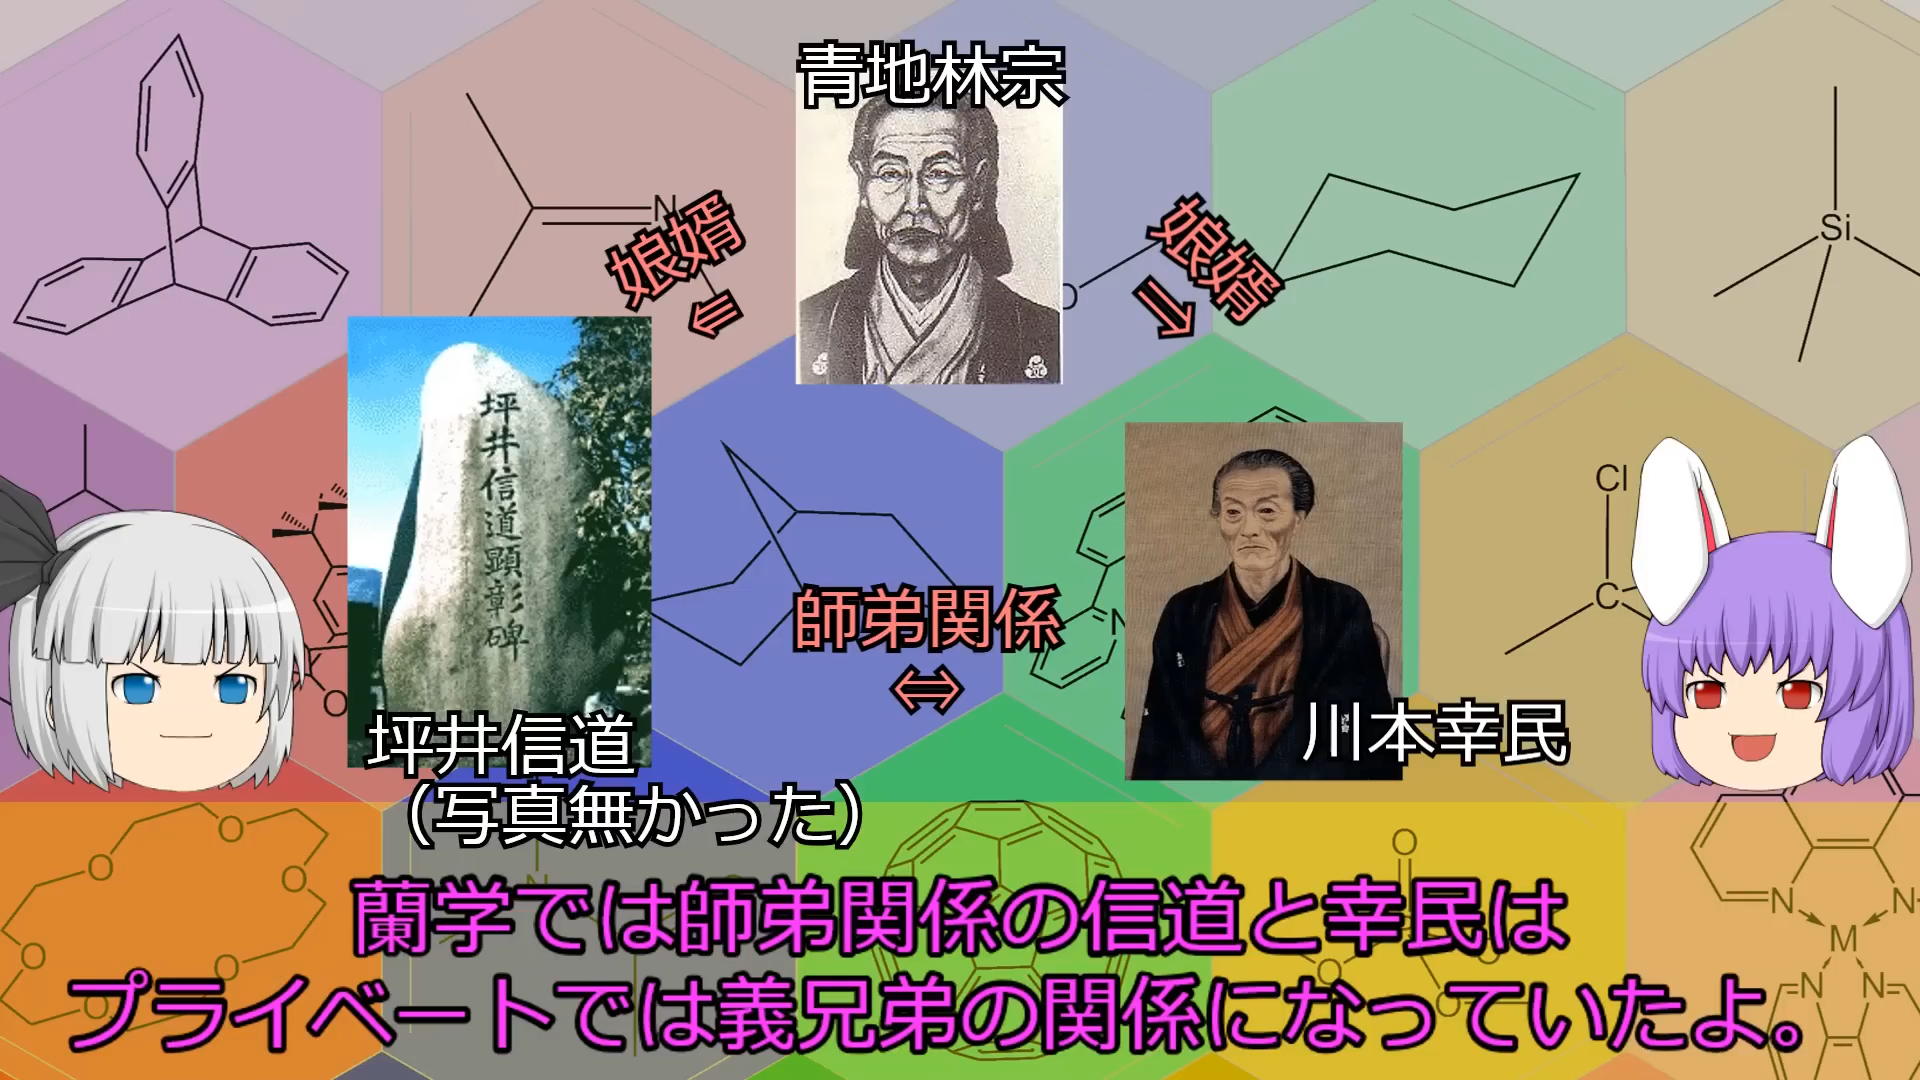 青地林宗
娘婿
⇐
娘婿
⇒
坪井信道顕彰碑
師弟関係
⇔
坪井信道
（写真無かった）
川本幸民
蘭学では師弟関係の信道と幸民は
プライベートでは義兄弟の関係になっていたよ。
N
O
Si
Cl
C
N
O
O
O
O
O
O
O
N
O
O
O
N
N
M
N
N